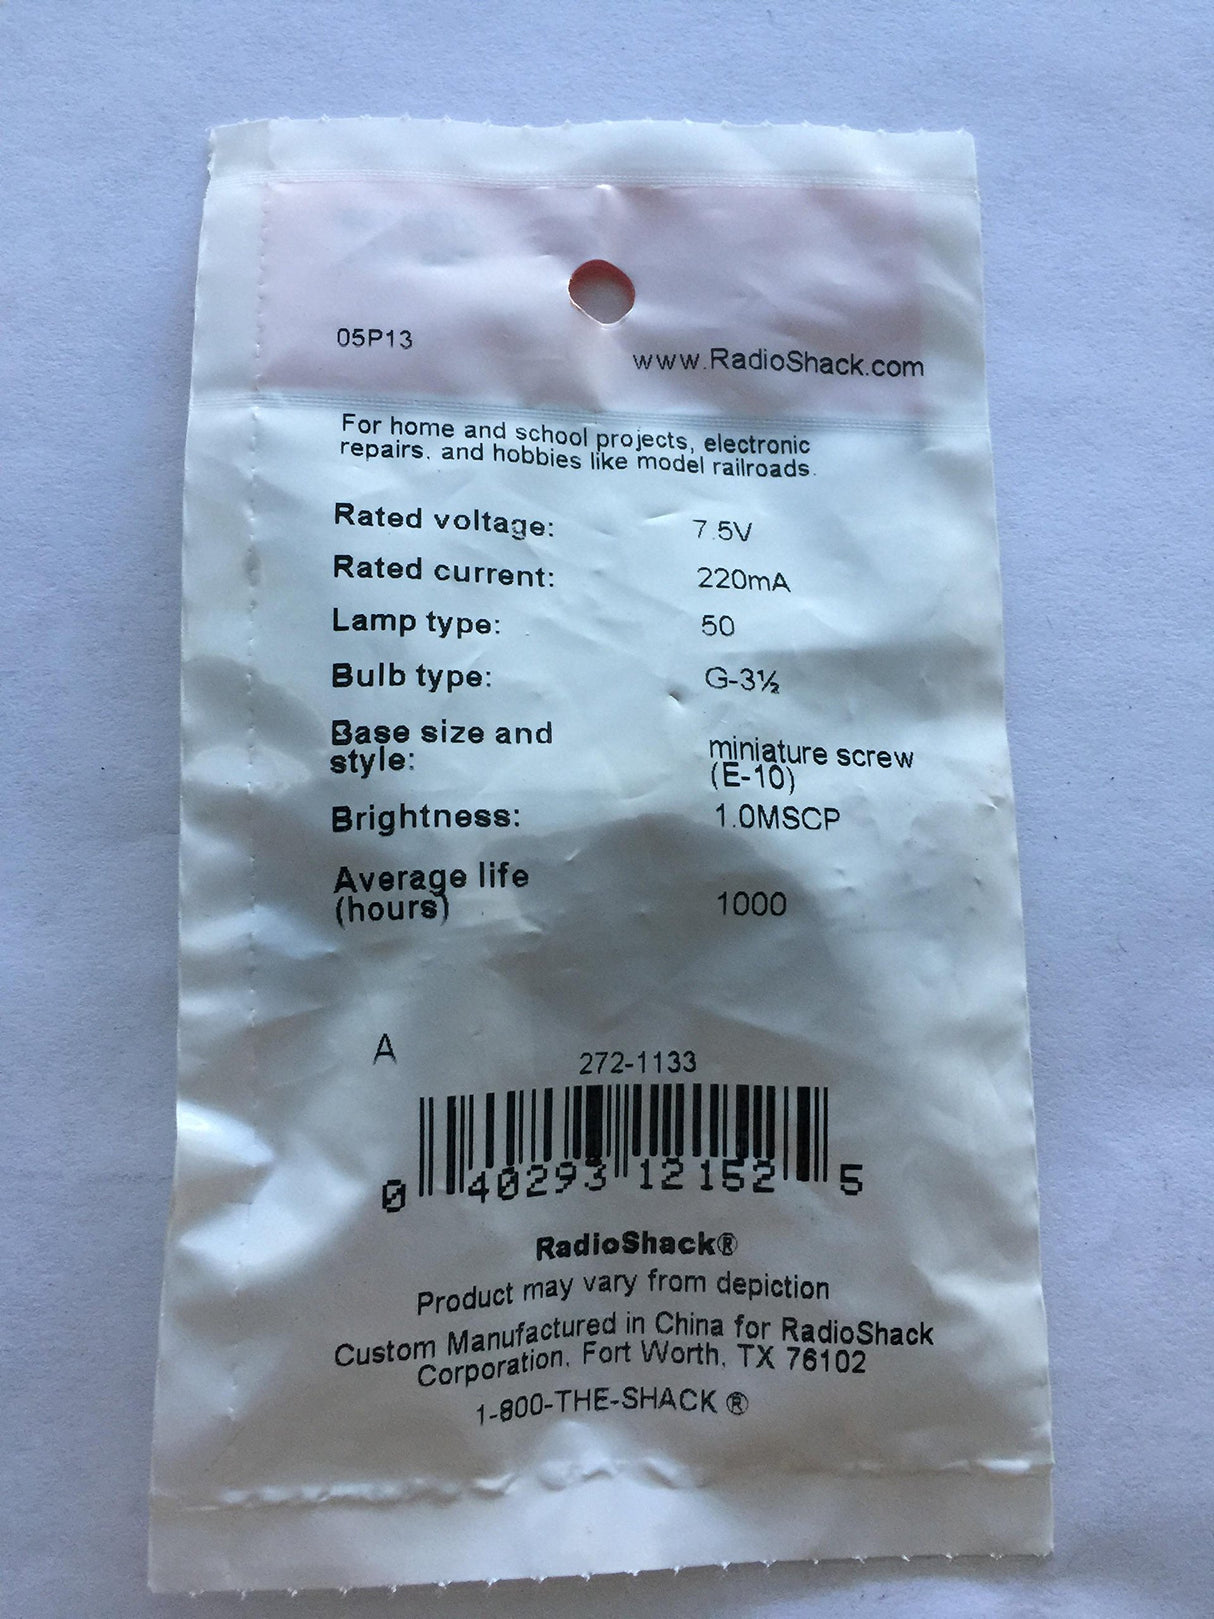 05P13
www.RadioShack.com
For home and school projects, electronic
repairs, and hobbies like model railroads.
Rated voltage: 7.5V
Rated current: 220mA
Lamp type: 50
Bulb type: G-3½
Base size and
style: miniature screw
(E-10)
Brightness: 1.0MSCP
Average life
(hours) 1000
A
272-1133
0 40293 12152 5
RadioShack®
Product may vary from depiction
Custom Manufactured in China for RadioShack
Corporation, Fort Worth, TX 76102
1-800-THE-SHACK ®